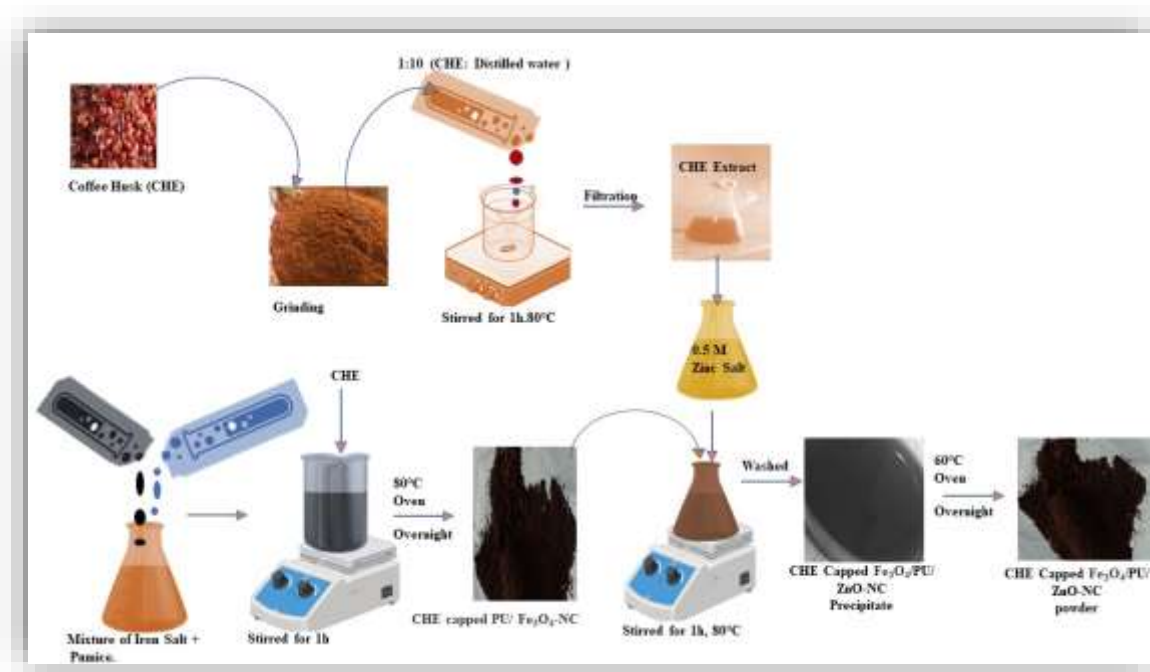 1:10 (CHE: Distilled water )
Coffee Husk (CHE)
Grinding
Stirred for 1h.80°C
Filtration
CHE Extract
0.5 M
Zinc Salt
Mixture of Iron Salt +
Pumice.
CHE
Stirred for 1h
80°C
Oven
Overnight
CHE capped PU/ Fe₃O₄-NC
Stirred for 1h, 80°C
Washed
CHE Capped Fe₃O₄/PU/
ZnO-NC
Precipitate
60°C
Oven
Overnight
CHE Capped Fe₃O₄/PU/
ZnO-NC
powder